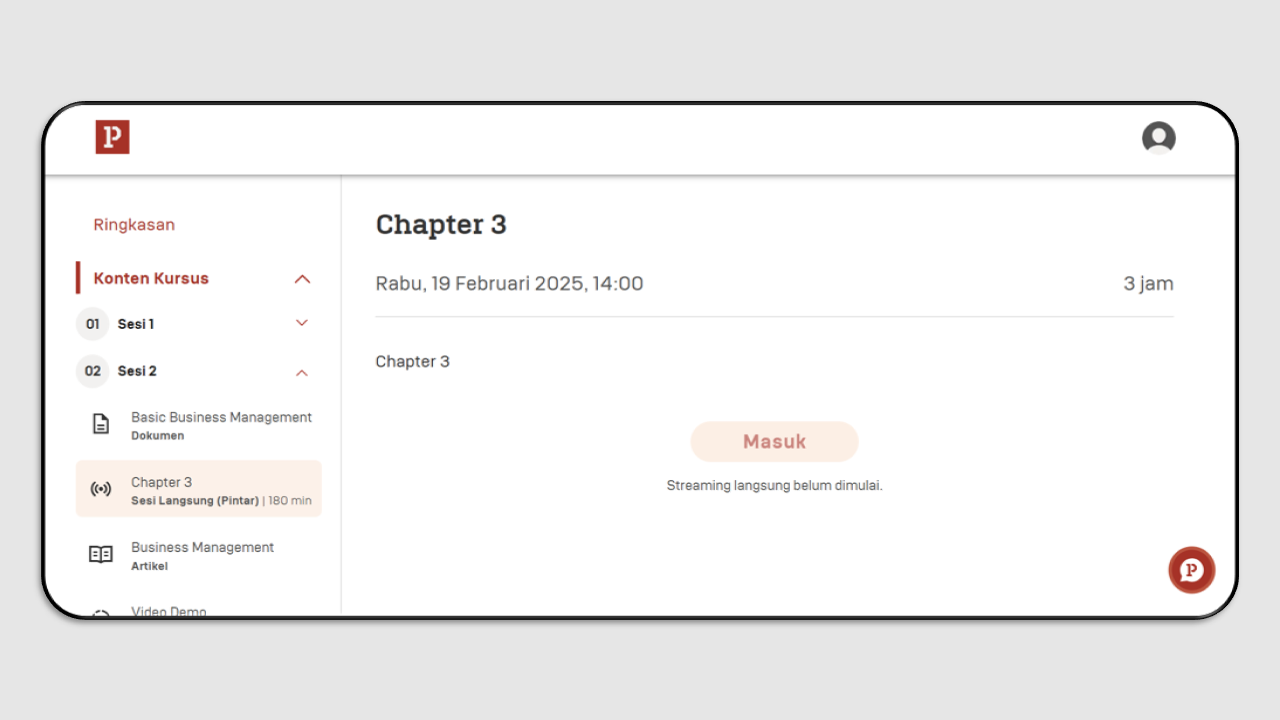 P
Ringkasan
Konten Kursus
01 Sesi 1
02 Sesi 2
Basic Business Management
Dokumen
Chapter 3
Sesi Langsung (Pintar) | 180 min
Business Management
Artikel
Video Demo
Chapter 3
Rabu, 19 Februari 2025, 14:00 3 jam
Chapter 3
Masuk
Streaming langsung belum dimulai.
P